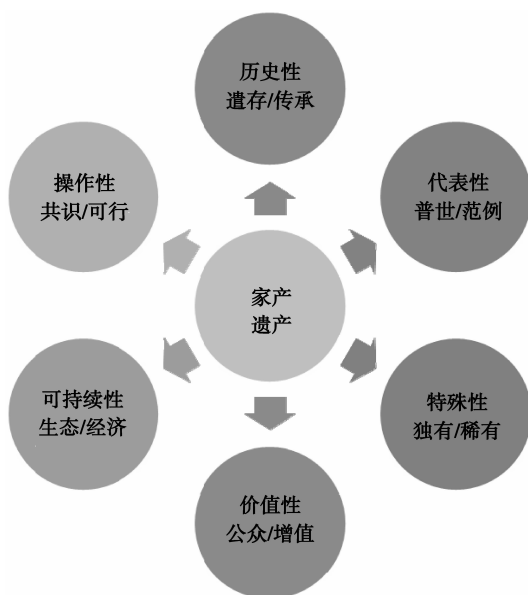 历史性
遣存/传承
操作性
共识/可行
代表性
普世/范例
家产
遗产
可持续性
生态/经济
特殊性
独有/稀有
价值性
公众/增值